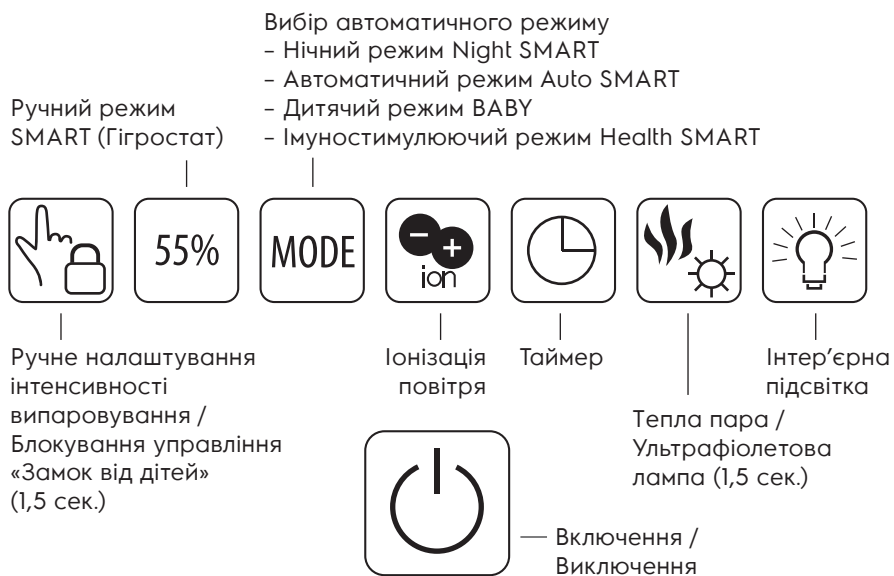 Вибір автоматичного режиму
– Нічний режим Night SMART
– Автоматичний режим Auto SMART
– Дитячий режим BABY
– Імуностимулюючий режим Health SMART
Ручний режим
SMART (Гігростат)
55%
MODE
ion
Ручне налаштування
інтенсивності
випаровування /
Блокування управління
«Замок від дітей»
(1,5 сек.)
Іонізація
повітря
Таймер
Тепла пара /
Ультрафіолетова
лампа (1,5 сек.)
Інтер’єрна
підсвітка
Включення /
Виключення